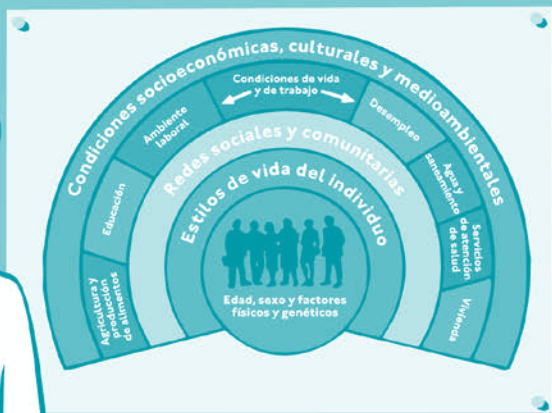 Condiciones socioeconómicas, culturales y medioambientales
Condiciones de vida
y de trabajo
Agricultura y
producción
de alimentos
Educación
Ambiente
laboral
Desempleo
Agua y
saneamiento
Servicios
de atención
de salud
Vivienda
Redes sociales y comunitarias
Estilos de vida del individuo
Edad, sexo y factores
físicos y genéticos